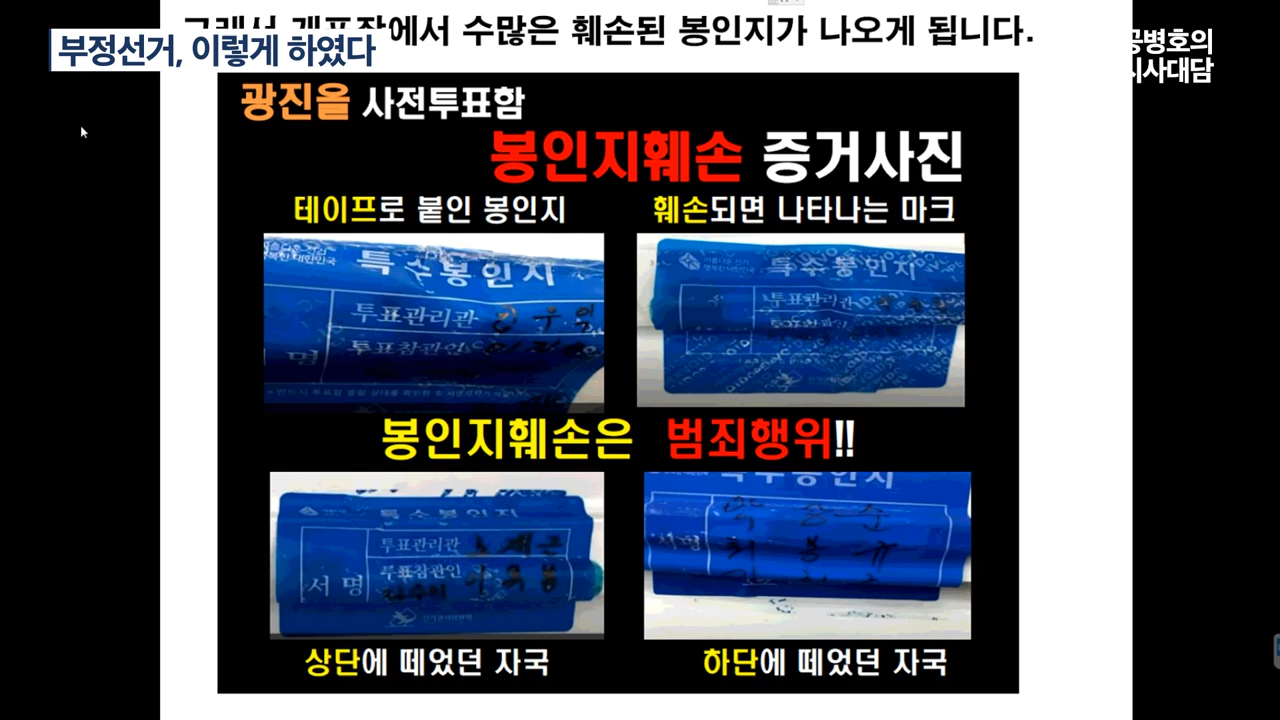 그래서 개표장에서 수많은 훼손된 봉인지가 나오게 됩니다.
부정선거, 이렇게 하였다
공병호의
시사대담
광진을 사전투표함
봉인지훼손 증거사진
테이프로 붙인 봉인지
훼손되면 나타나는 마크
특수봉인지
투표관리관
투표참관인
명
특수봉인지
투표관리관
봉인지훼손은 범죄행위!!
특수봉인지
투표관리관
투표참관인
서명
특수봉인지
상단에 떼었던 자국
하단에 떼었던 자국